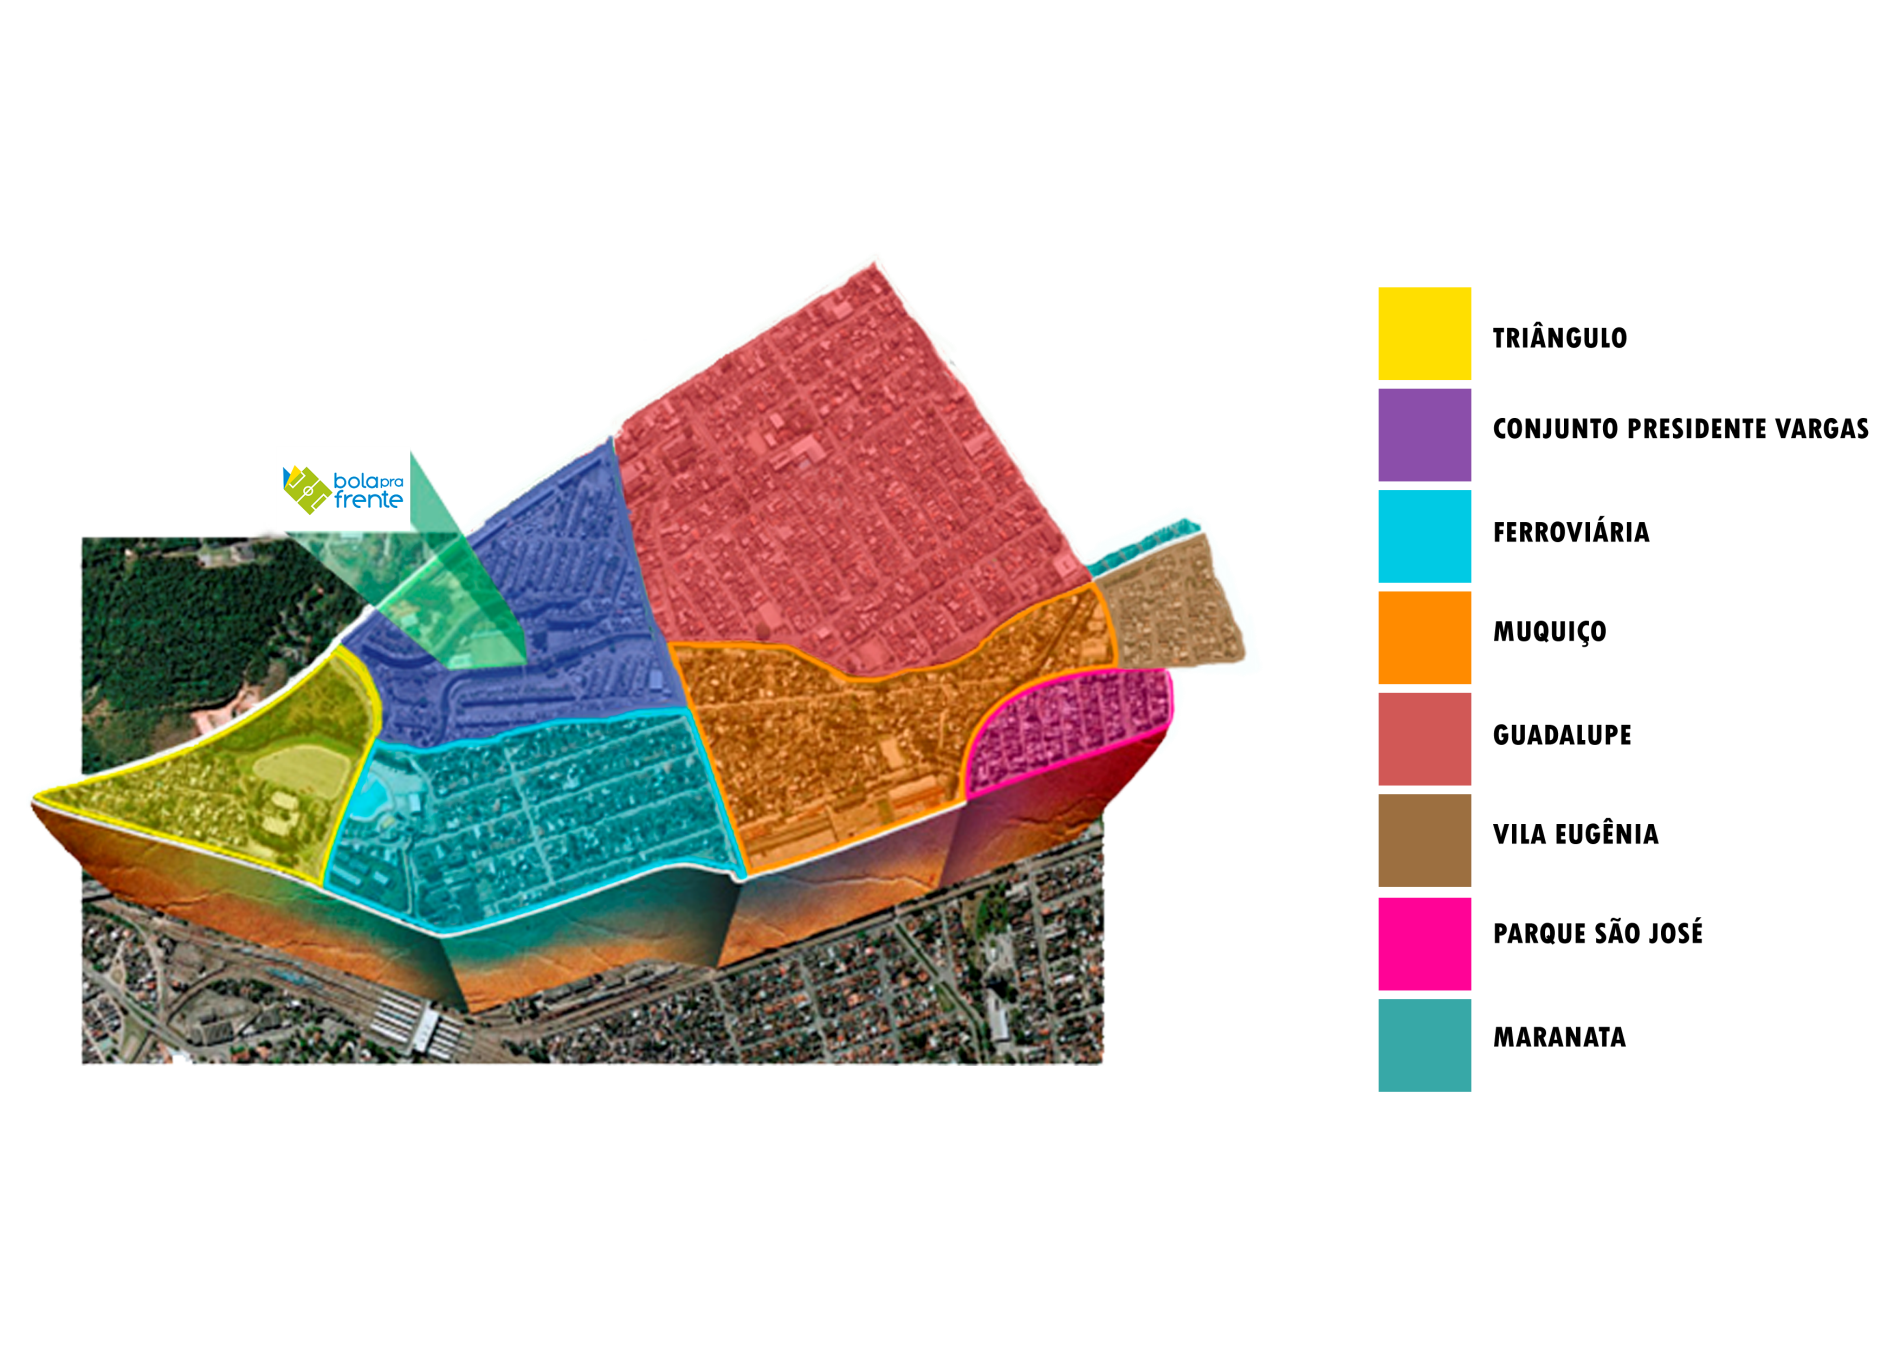 bola pra
frente
TRIÂNGULO
CONJUNTO PRESIDENTE VARGAS
FERROVIÁRIA
MUQUIÇO
GUADALUPE
VILA EUGÊNIA
PARQUE SÃO JOSÉ
MARANATA